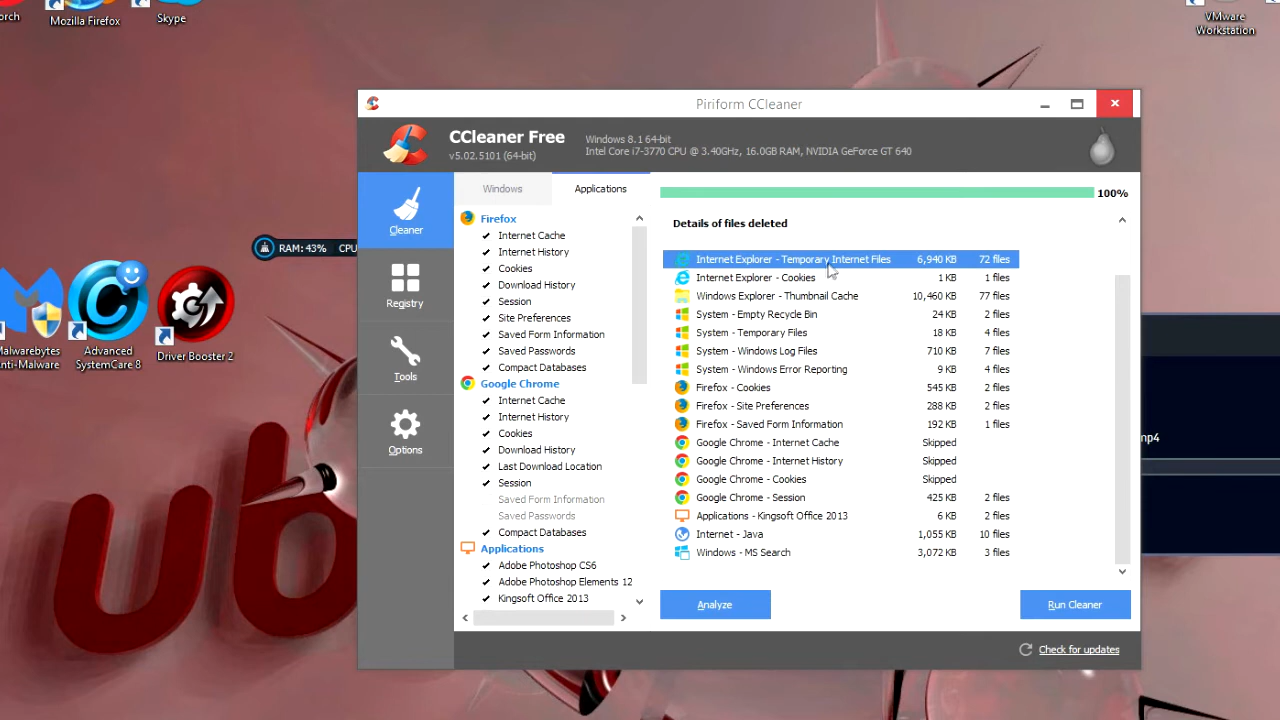 orch
Mozilla Firefox
Skype
VMware
Workstation
Piriform CCleaner
CCleaner Free
v5.02.5101 (64-bit)
Windows 8.1 64-bit
Intel Core i7-3770 CPU @ 3.40GHz, 16.0GB RAM, NVIDIA GeForce GT 640
Cleaner
Registry
Tools
Options
Windows
Applications
Firefox
Internet Cache
Internet History
Cookies
Download History
Session
Site Preferences
Saved Form Information
Saved Passwords
Compact Databases
Google Chrome
Internet Cache
Internet History
Cookies
Download History
Last Download Location
Session
Saved Form Information
Saved Passwords
Compact Databases
Applications
Adobe Photoshop CS6
Adobe Photoshop Elements 12
Kingsoft Office 2013
100%
Details of files deleted
Internet Explorer - Temporary Internet Files 6,940 KB 72 files
Internet Explorer - Cookies 1 KB 1 files
Windows Explorer - Thumbnail Cache 10,460 KB 77 files
System - Empty Recycle Bin 24 KB 2 files
System - Temporary Files 18 KB 4 files
System - Windows Log Files 710 KB 7 files
System - Windows Error Reporting 9 KB 4 files
Firefox - Cookies 545 KB 2 files
Firefox - Site Preferences 288 KB 2 files
Firefox - Saved Form Information 192 KB 1 files
Google Chrome - Internet Cache Skipped
Google Chrome - Internet History Skipped
Google Chrome - Cookies Skipped
Google Chrome - Session 425 KB 2 files
Applications - Kingsoft Office 2013 6 KB 2 files
Internet - Java 1,055 KB 10 files
Windows - MS Search 3,072 KB 3 files
Analyze
Run Cleaner
Check for updates
RAM: 43% CPU
Malwarebytes
Anti-Malware
Advanced
SystemCare 8
Driver Booster 2
mp4
ub